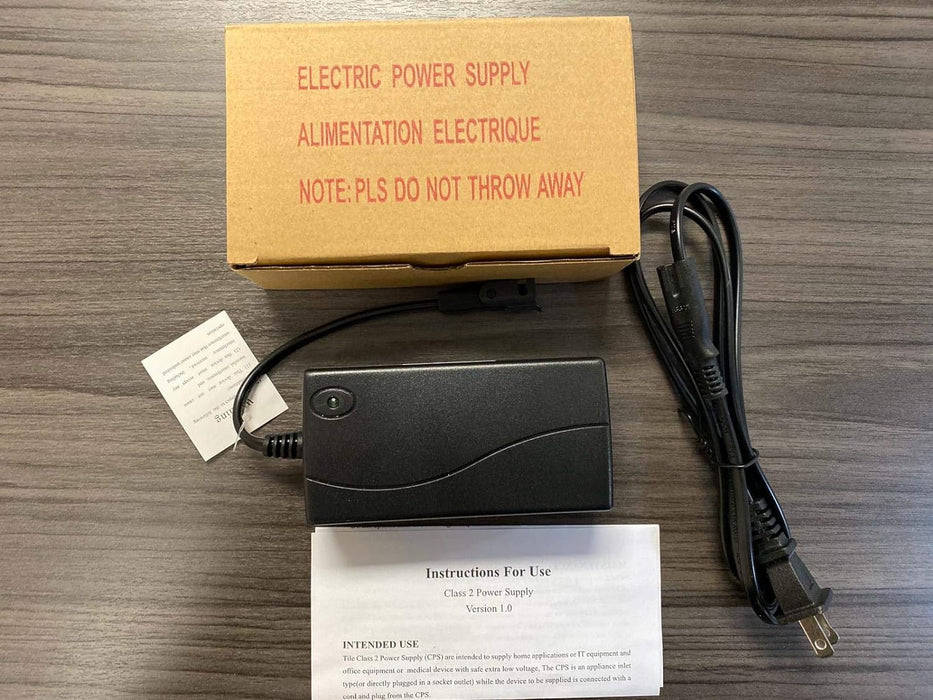 ELECTRIC POWER SUPPLY
ALIMENTATION ELECTRIQUE
NOTE: PLS DO NOT THROW AWAY
Instructions For Use
Class 2 Power Supply
Version 1.0
INTENDED USE
Tile Class 2 Power Supply (CPS) are intended to supply home applications or IT equipment and
office equipment or medical device with safe extra low voltage, The CPS is an appliance inlet
type(or directly plugged in a socket outlet) while the device to be supplied is connected with a
cord and plug from the CPS.